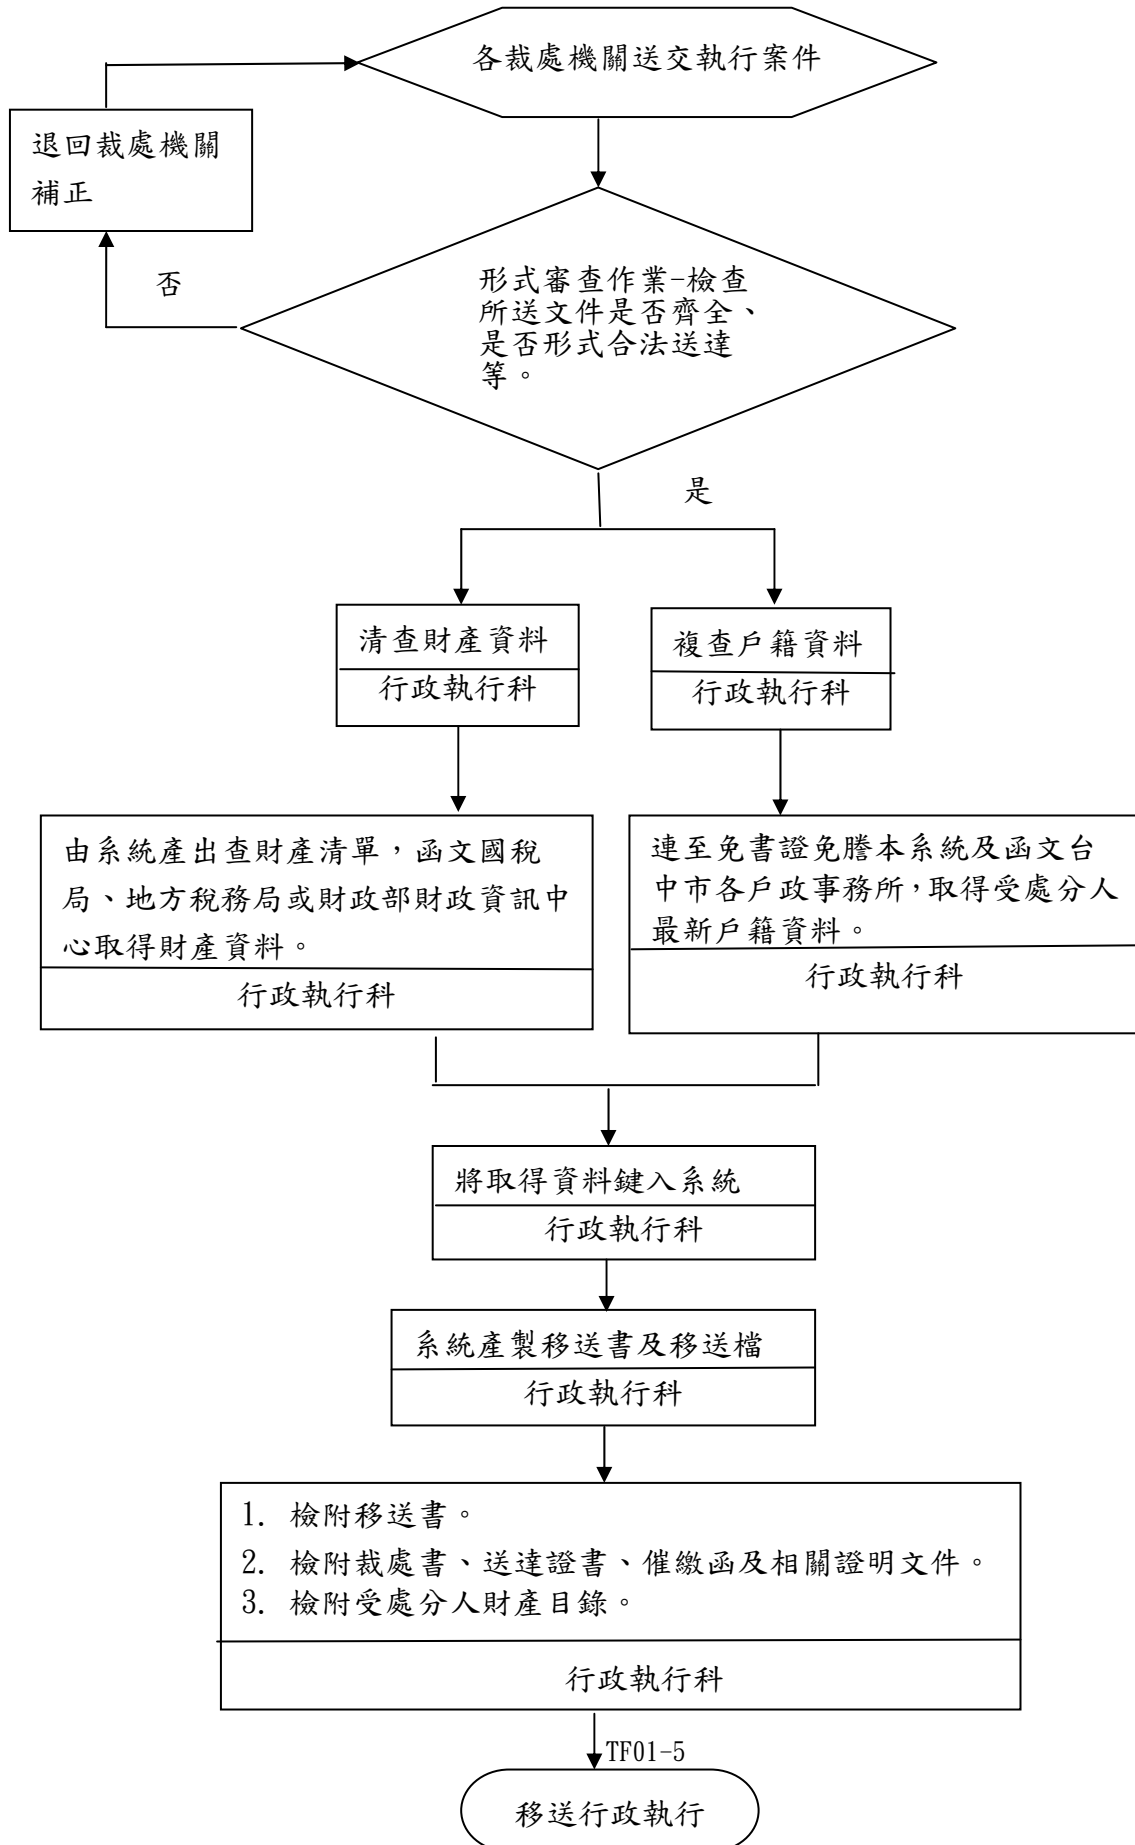 各裁處機關送交執行案件
退回裁處機關
補正
否
形式審查作業-檢查
所送文件是否齊全、
是否形式合法送達
等。
是
清查財產資料
行政執行科
複查戶籍資料
行政執行科
由系統產出查財產清單，函文國稅
局、地方稅務局或財政部財政資訊中
心取得財產資料。
行政執行科
連至免書證免謄本系統及函文台
中市各戶政事務所，取得受處分人
最新戶籍資料。
行政執行科
將取得資料鍵入系統
行政執行科
系統產製移送書及移送檔
行政執行科
1. 檢附移送書。
2. 檢附裁處書、送達證書、催繳函及相關證明文件。
3. 檢附受處分人財產目錄。
行政執行科
TF01-5
移送行政執行